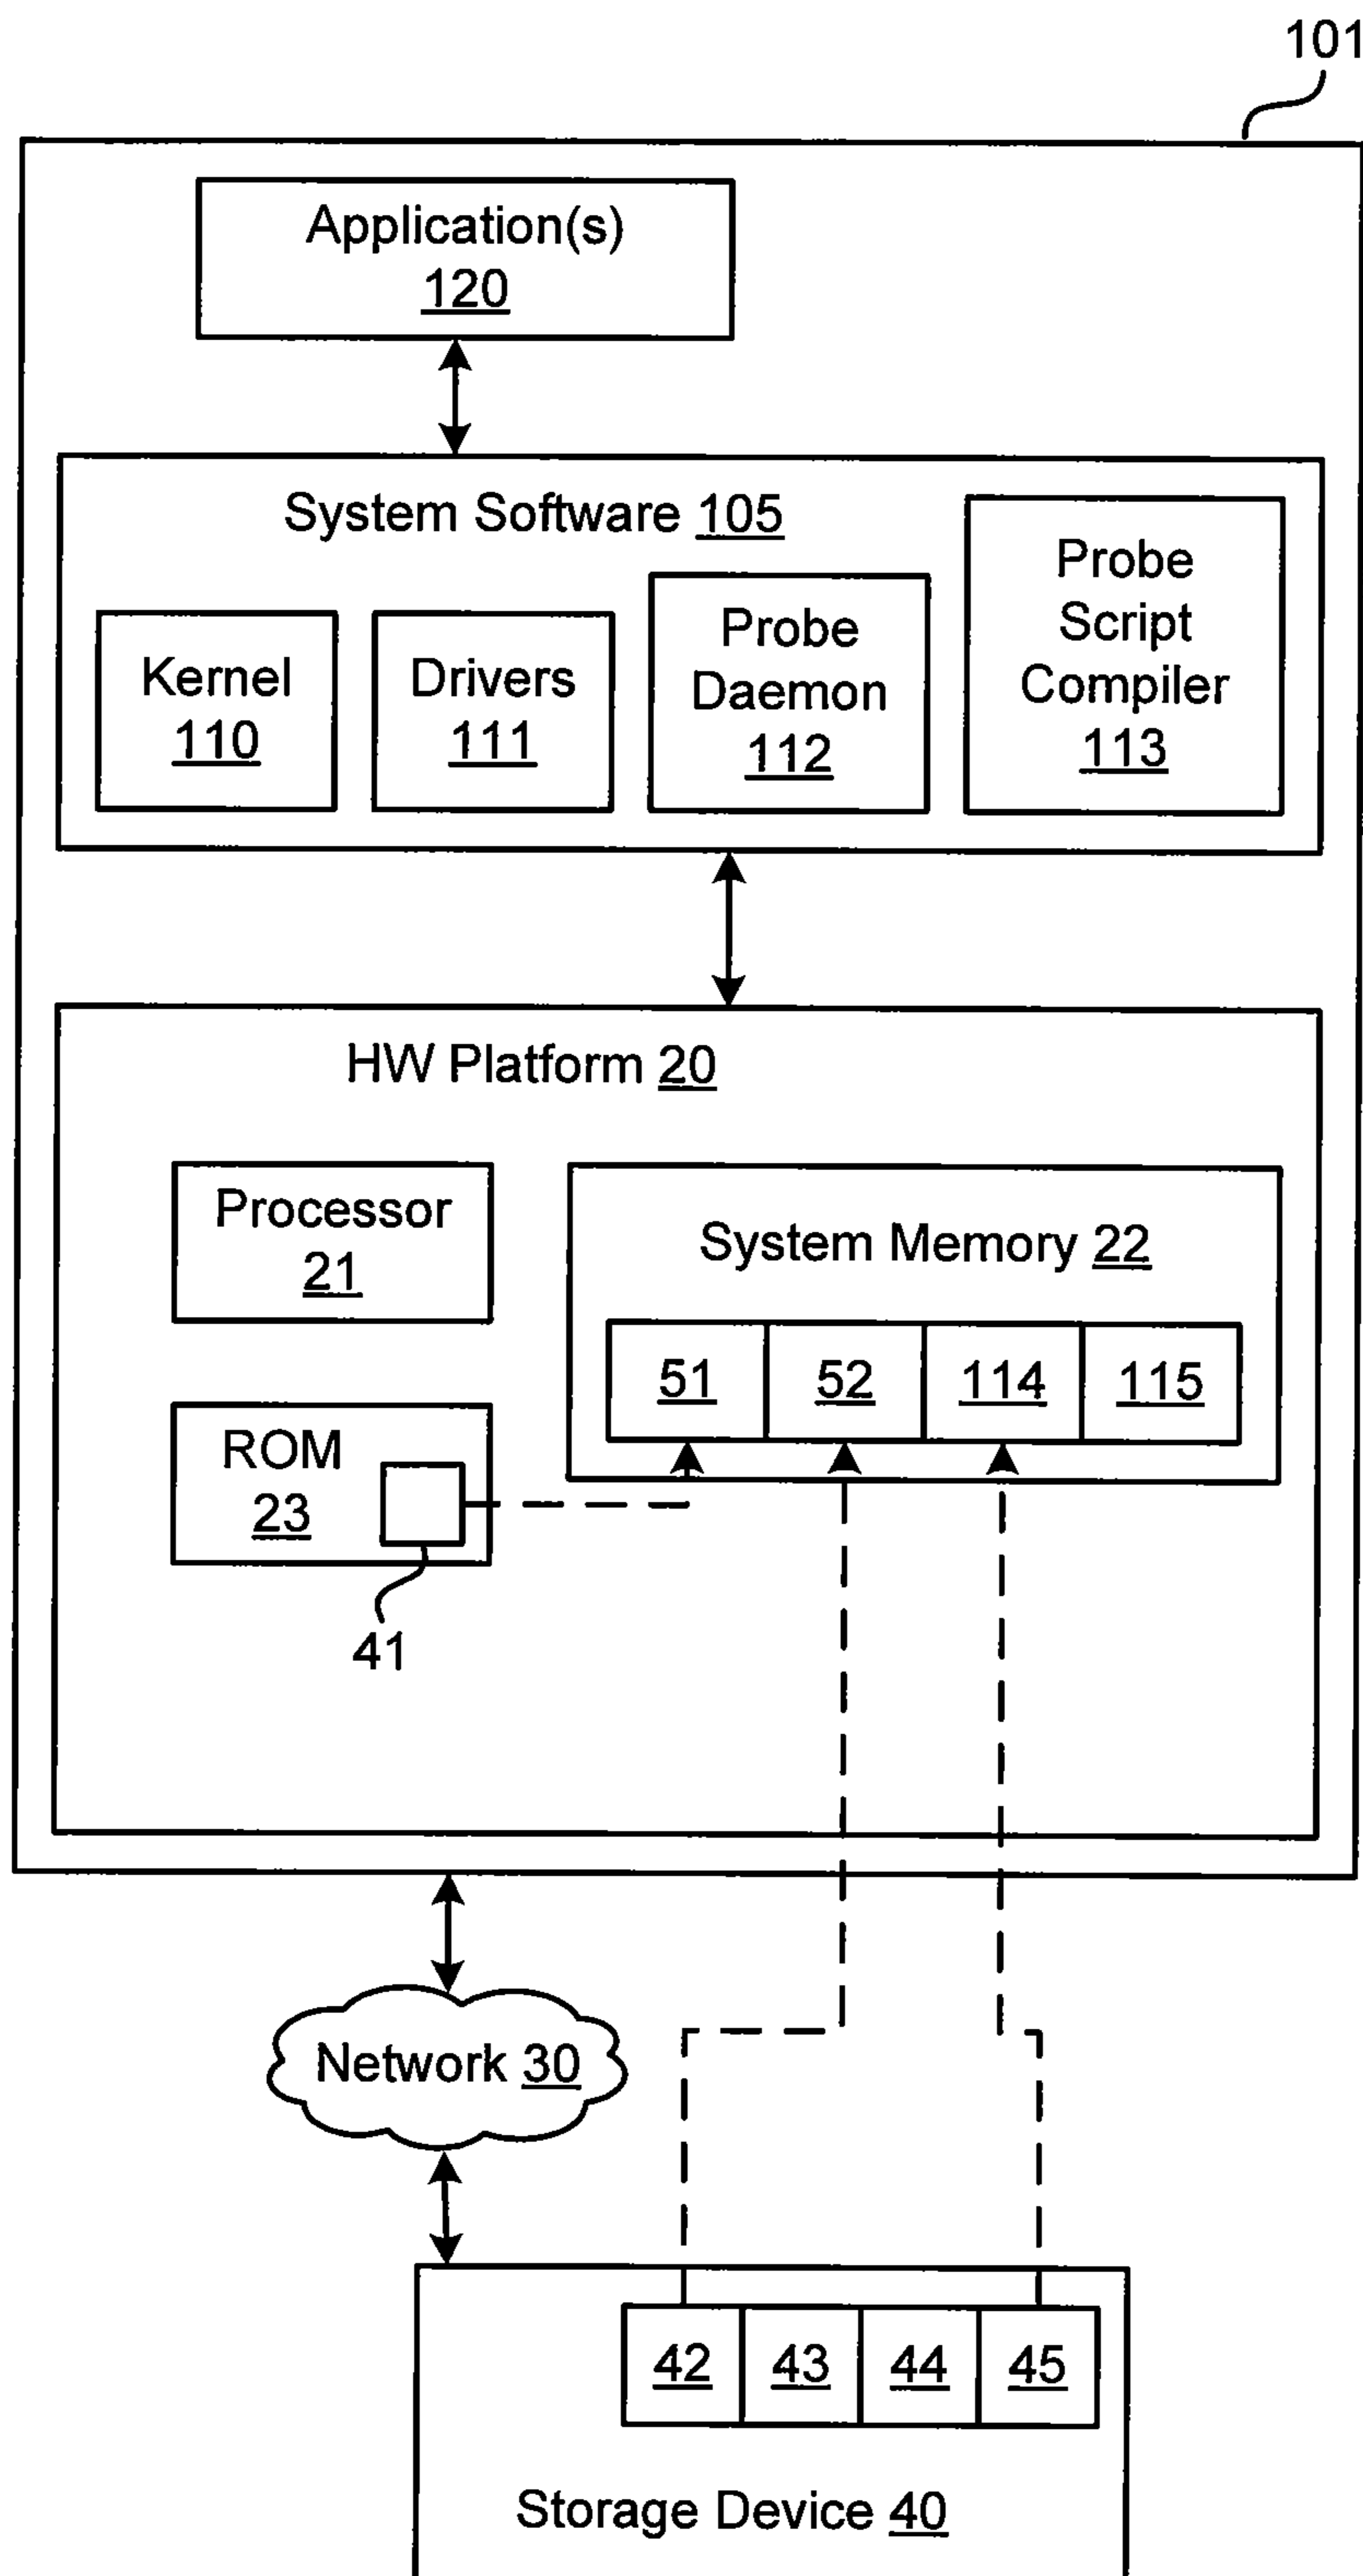 101
Application(s)
120
System Software 105
Kernel
110
Drivers
111
Probe
Daemon
112
Probe
Script
Compiler
113
HW Platform 20
Processor
21
System Memory 22
51 52 114 115
ROM
23
41
Network 30
42 43 44 45
Storage Device 40